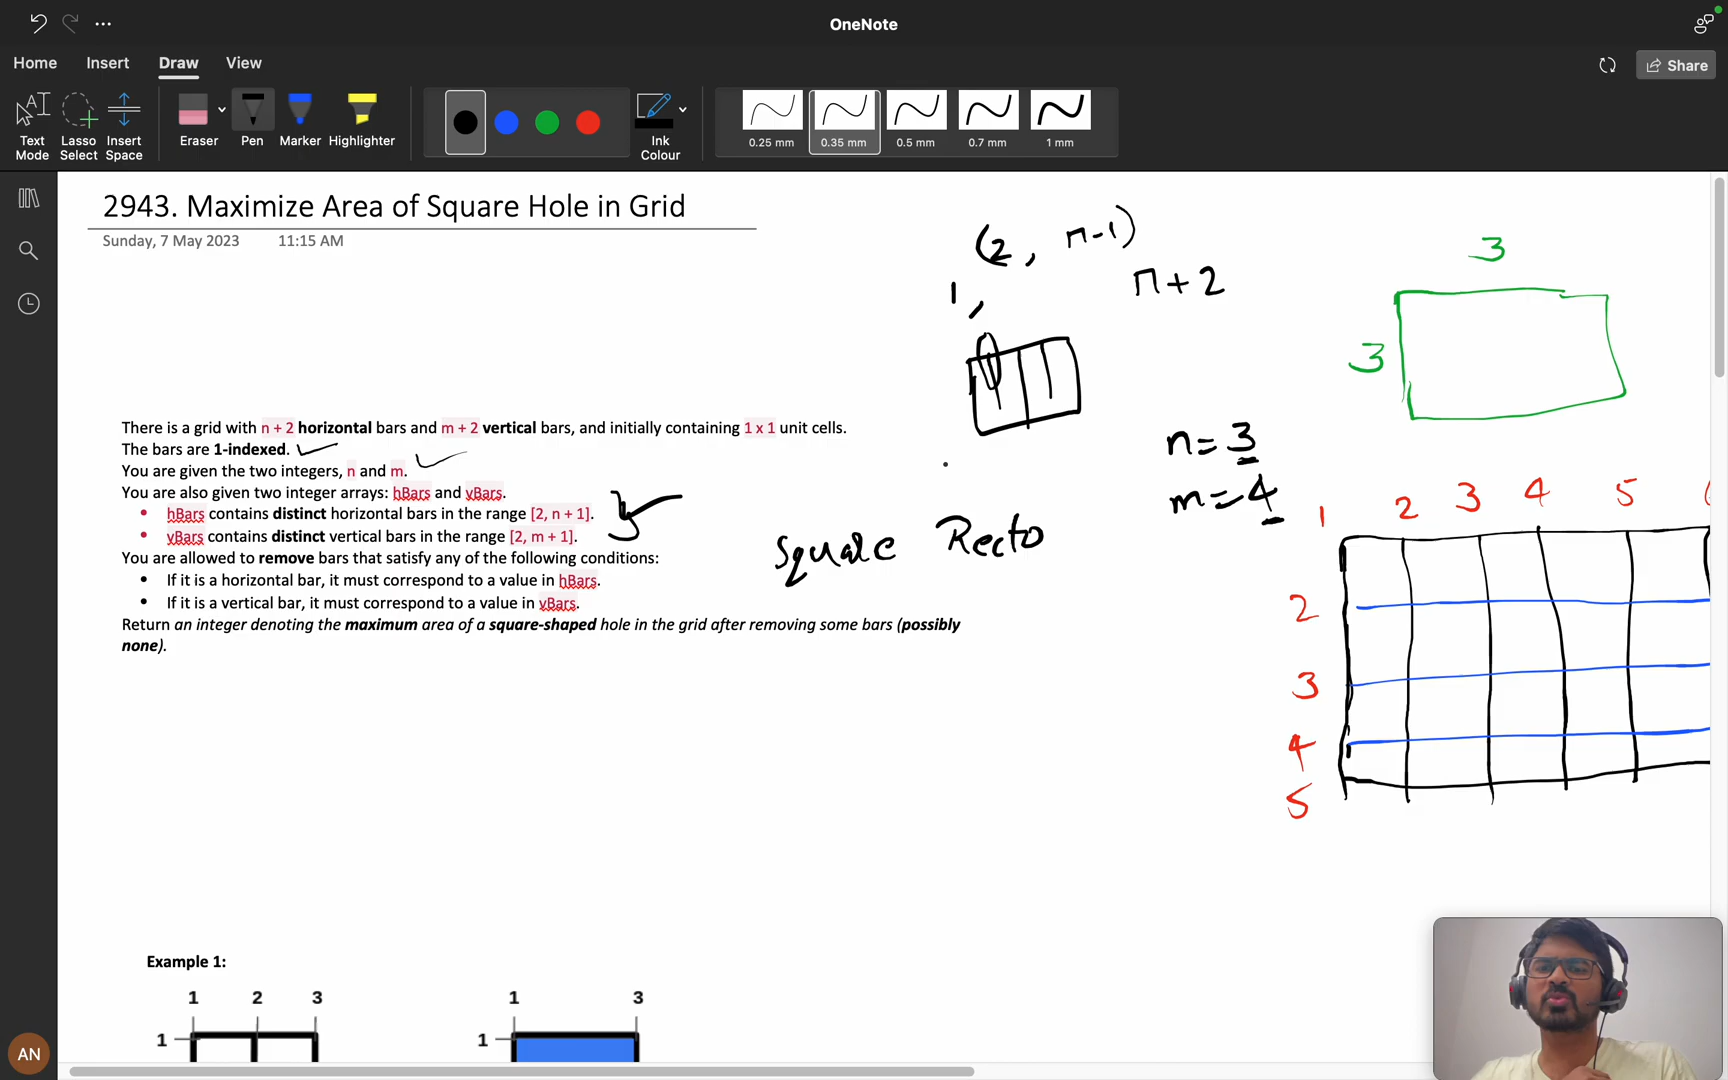 OneNote
Home Insert Draw View
Share
Text Mode
Lasso Select
Insert Space
Eraser
Pen
Marker
Highlighter
Ink Colour
0.25 mm
0.35 mm
0.5 mm
0.7 mm
1 mm
2943. Maximize Area of Square Hole in Grid
Sunday, 7 May 2023 11:15 AM
(2, n-1)
n+2
1,
3
3
There is a grid with n + 2 horizontal bars and m + 2 vertical bars, and initially containing 1 x 1 unit cells.
The bars are 1-indexed.
You are given the two integers, n and m.
You are also given two integer arrays: hBars and vBars.
hBars contains distinct horizontal bars in the range [2, n + 1].
vBars contains distinct vertical bars in the range [2, m + 1].
You are allowed to remove bars that satisfy any of the following conditions:
If it is a horizontal bar, it must correspond to a value in hBars.
If it is a vertical bar, it must correspond to a value in vBars.
Return an integer denoting the maximum area of a square-shaped hole in the grid after removing some bars (possibly
none).
n=3
m=4
Square Recta
1 2 3 4 5
2
3
4
5
Example 1:
1 2 3
1
1 3
1
AN